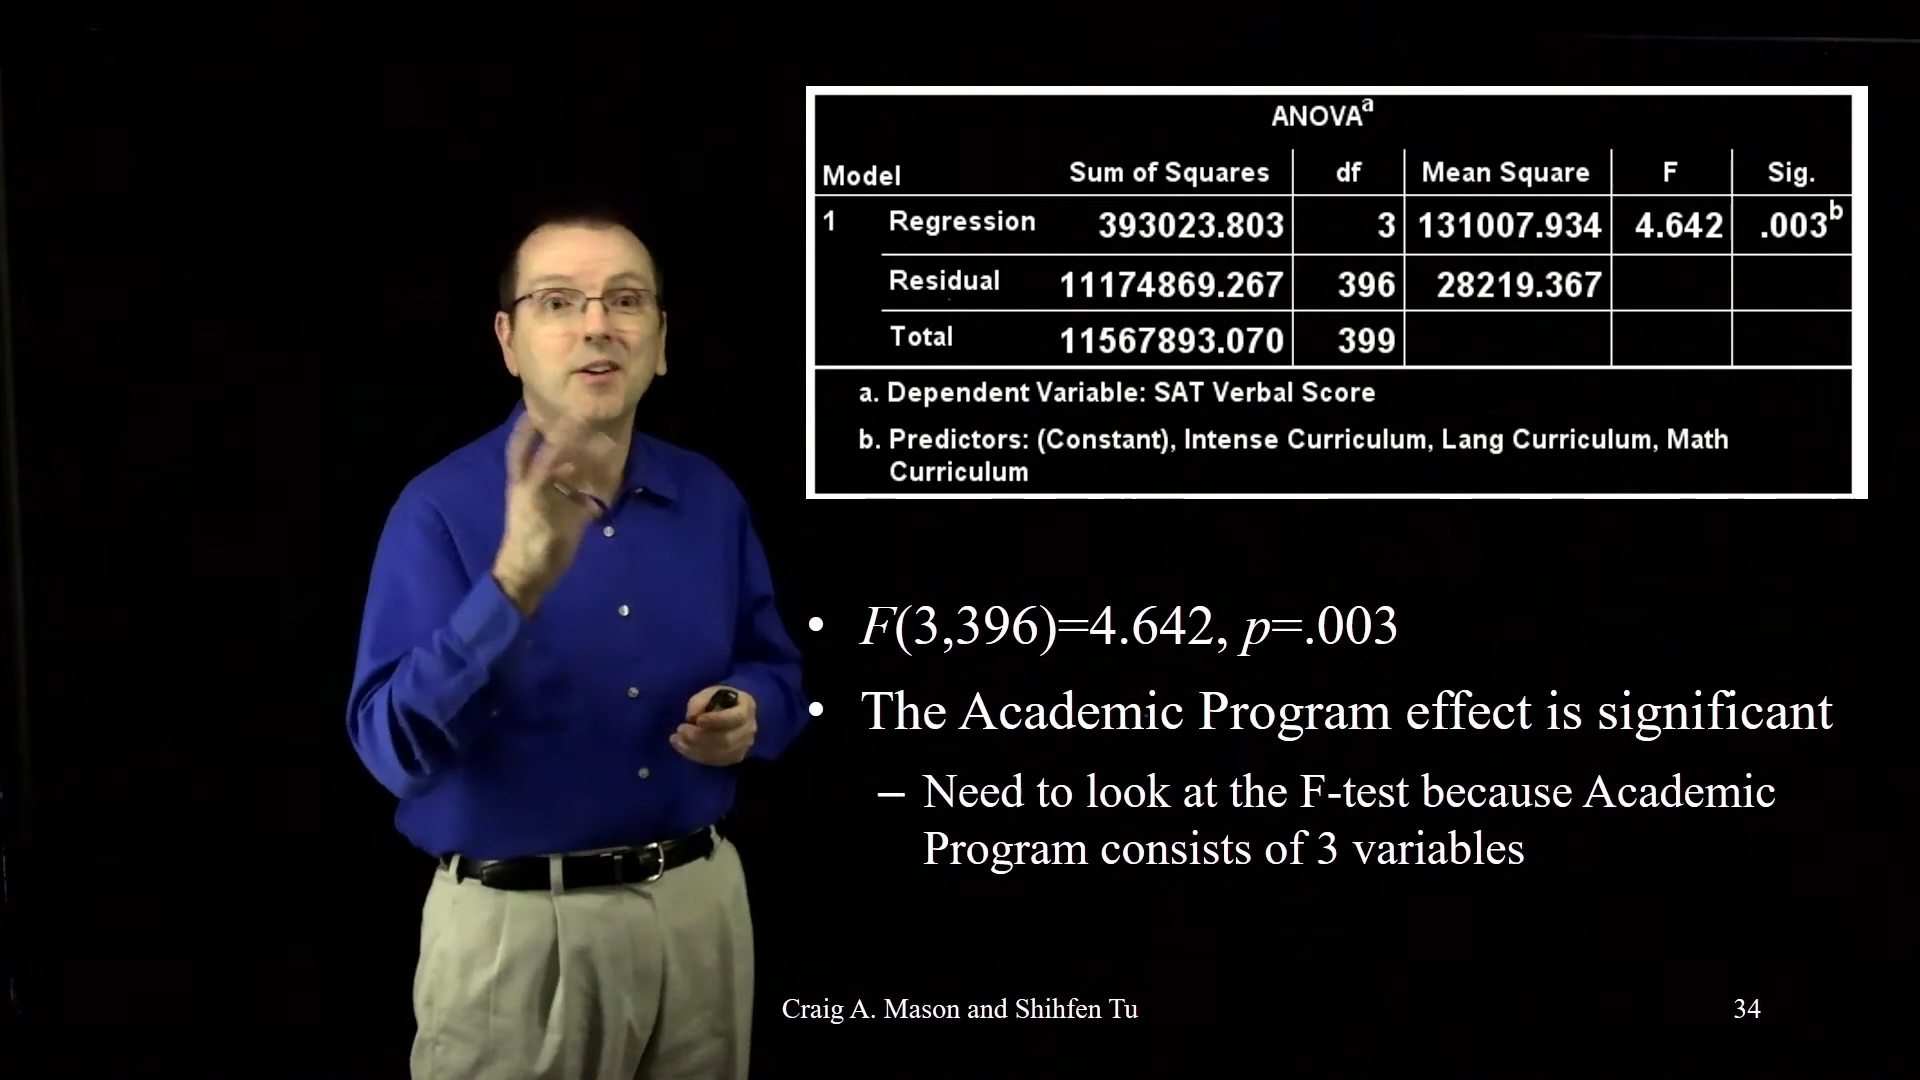 ANOVAa
Model Sum of Squares df Mean Square F Sig.
1 Regression 393023.803 3 131007.934 4.642 .003b
Residual 11174869.267 396 28219.367
Total 11567893.070 399
a. Dependent Variable: SAT Verbal Score
b. Predictors: (Constant), Intense Curriculum, Lang Curriculum, Math
Curriculum
• F(3,396)=4.642, p=.003
• The Academic Program effect is significant
– Need to look at the F-test because Academic
Program consists of 3 variables
Craig A. Mason and Shihfen Tu 34